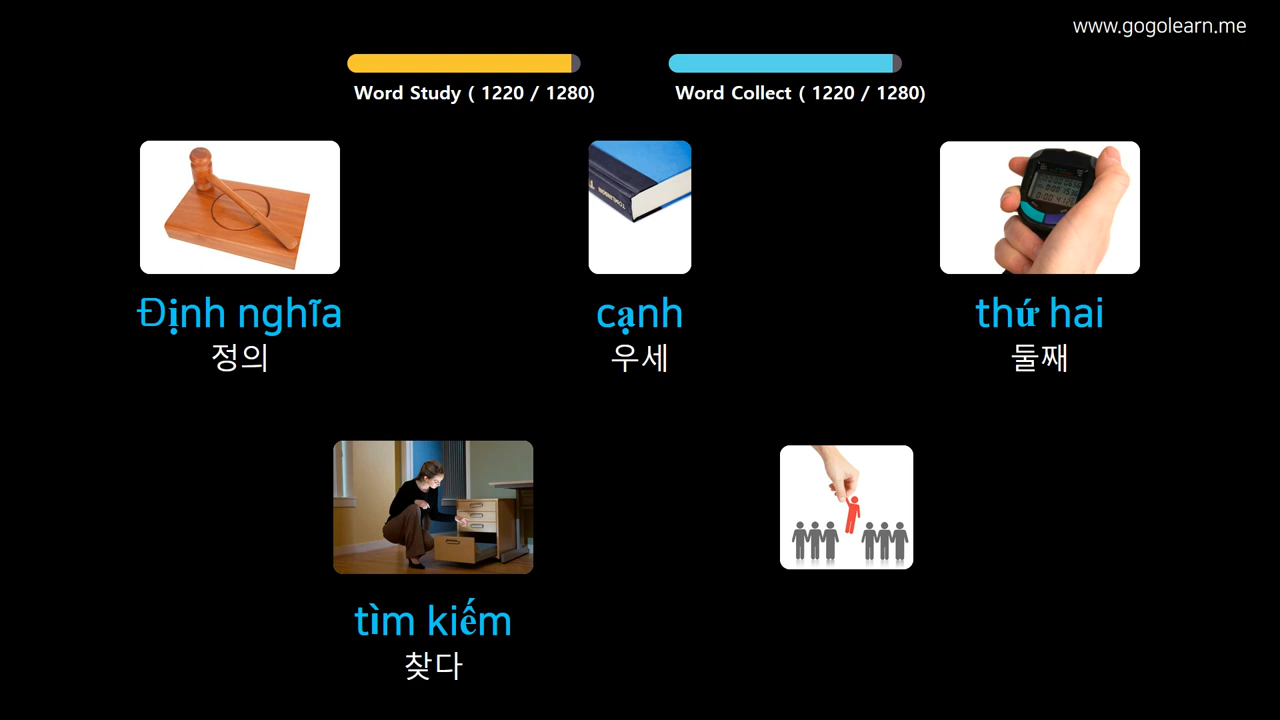 www.gogolearn.me
Word Study ( 1220 / 1280)
Word Collect ( 1220 / 1280)
Định nghĩa
정의
cạnh
우세
thứ hai
둘째
tìm kiếm
찾다